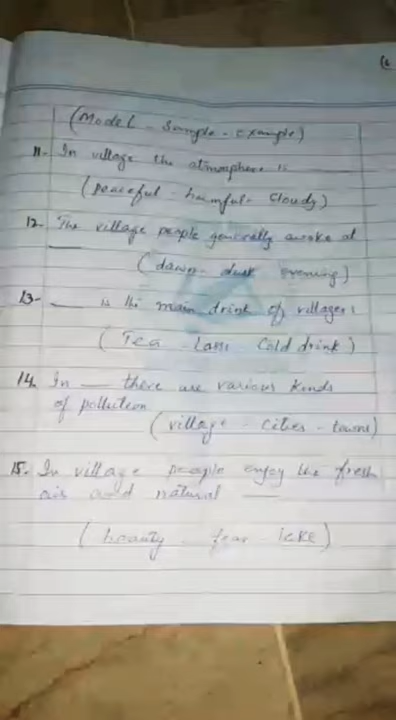 (Model - Sample - Example)
11. In village the atmosphere is
(peaceful - harmful - cloudy)
12. The village people generally awoke at
___ (dawn - dusk evening)
13- ___ is the main drink of villagers
(Tea - Lassi - Cold drink)
14. In ___ there are various kinds
of pollution
(village - cities - towns)
15. In village people enjoy the fresh
air and natural ___
(beauty - fear - lake)